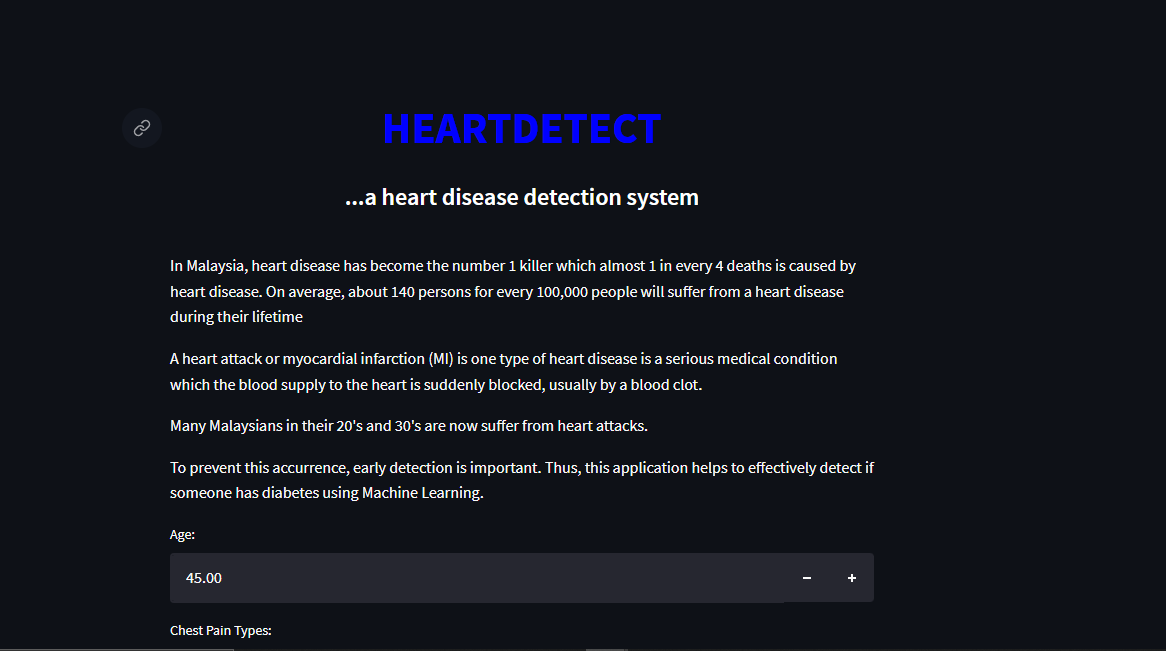 HEARTDETECT
...a heart disease detection system
In Malaysia, heart disease has become the number 1 killer which almost 1 in every 4 deaths is caused by
heart disease. On average, about 140 persons for every 100,000 people will suffer from a heart disease
during their lifetime
A heart attack or myocardial infarction (MI) is one type of heart disease is a serious medical condition
which the blood supply to the heart is suddenly blocked, usually by a blood clot.
Many Malaysians in their 20's and 30's are now suffer from heart attacks.
To prevent this accurrence, early detection is important. Thus, this application helps to effectively detect if
someone has diabetes using Machine Learning.
Age:
45.00
Chest Pain Types: